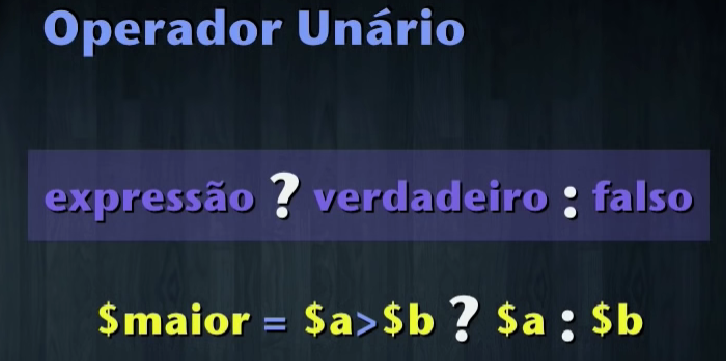 Operador Unário
expressão ? verdadeiro : falso
$maior = $a>$b ? $a : $b